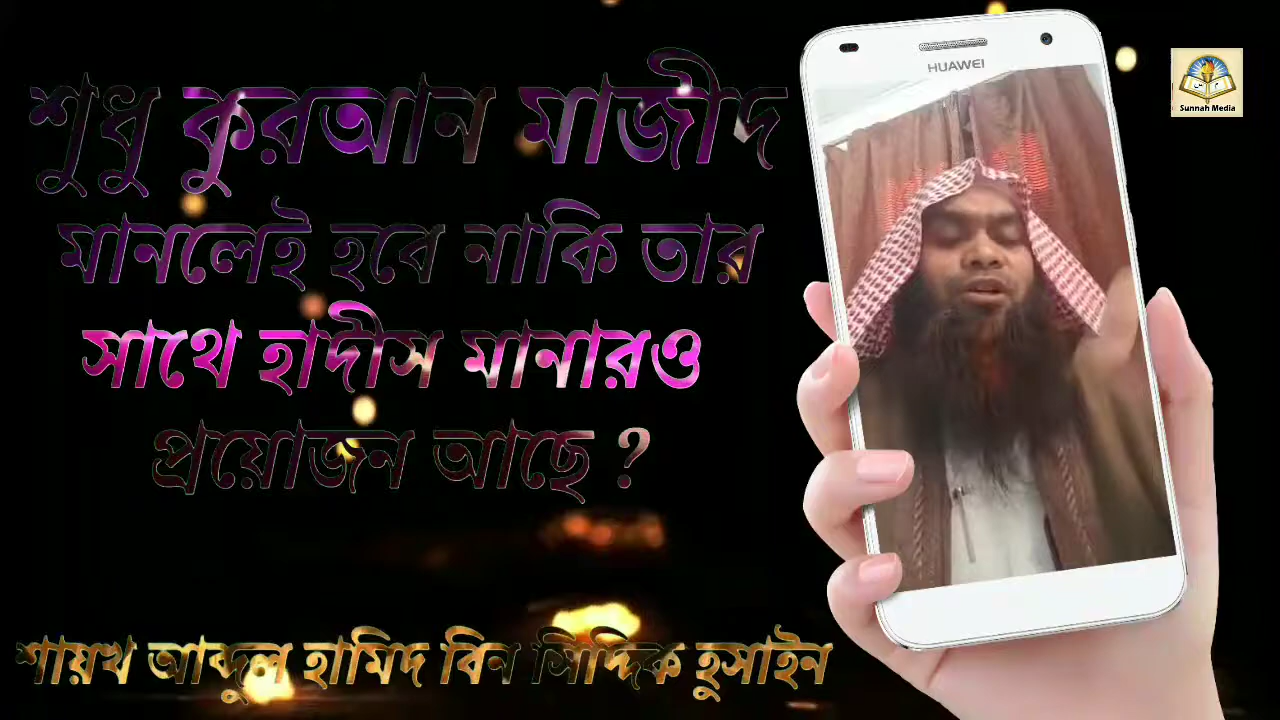 শুধু কুরআন মাজীদ
মানলেই হবে নাকি তার
সাথে হাদীস মানারও
প্রয়োজন আছে ?
শায়খ আব্দুল হামিদ বিন সিদ্দিক হুসাইন
HUAWEI
Sunnah Media